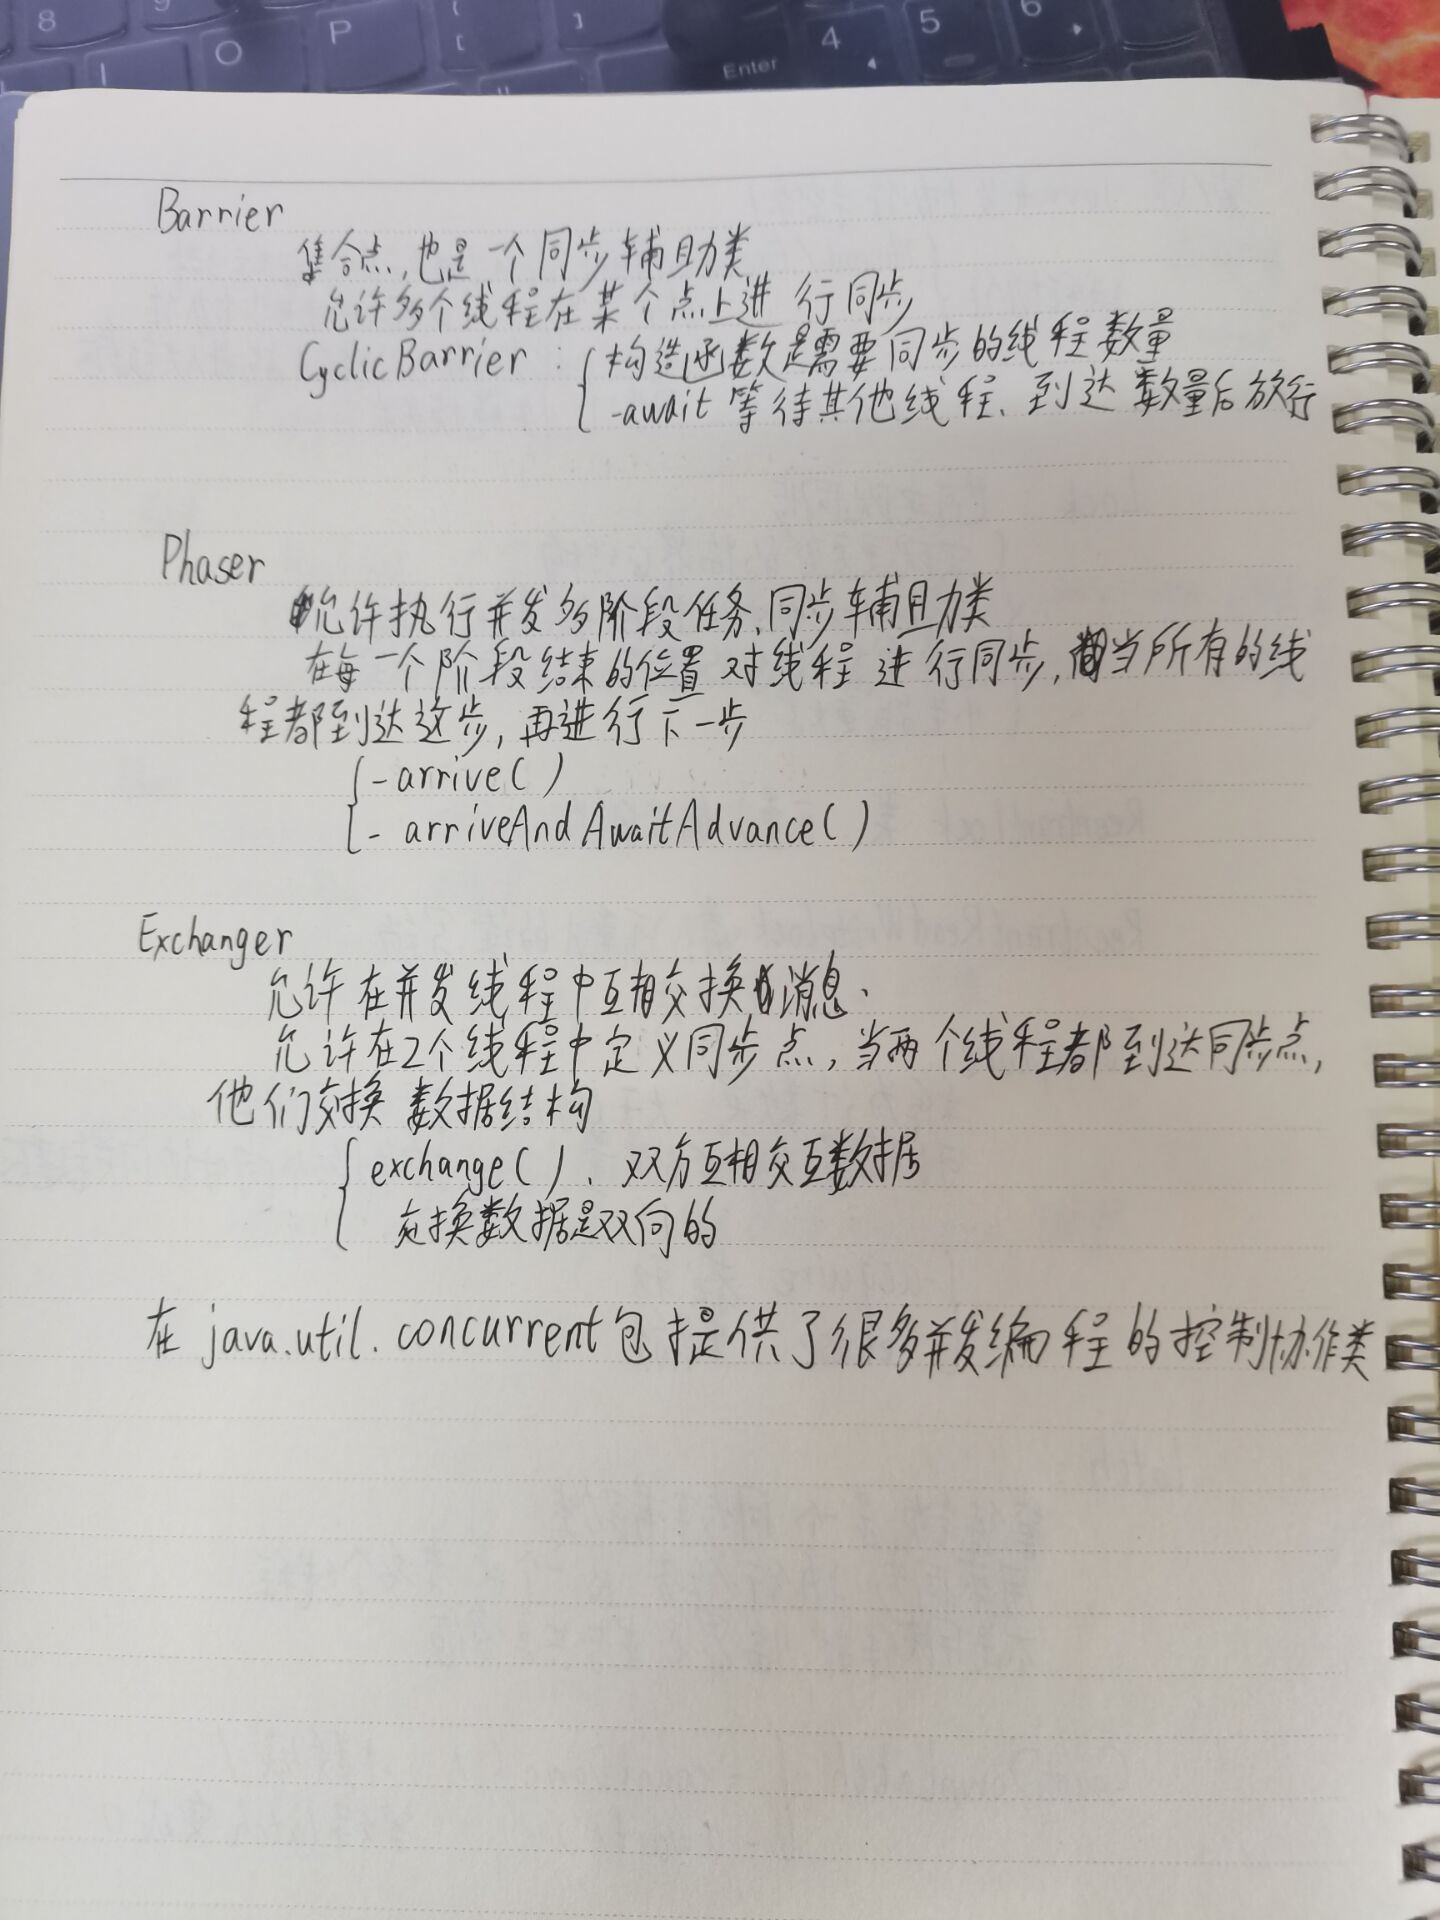 8 9 O P [ ] Enter 4 5 6
Barrier
集合点,也是一个同步辅助类
允许多个线程在某个点上进行同步
CyclicBarrier : 构造函数是需要同步的线程数量
-await 等待其他线程、到达数量后放行
Phaser
允许执行并发多阶段任务、同步辅助类
在每一个阶段结束的位置对线程进行同步,当所有的线
程都到达这步,再进行下一步
- arrive()
- arriveAndAwaitAdvance()
Exchanger
允许在并发线程中互相交换消息、
允许在2个线程中定义同步点,当两个线程都到达同步点,
他们交换数据结构
exchange()、双方互相交互数据
交换数据是双向的
在java.util.concurrent包提供了很多并发编程的控制协作类